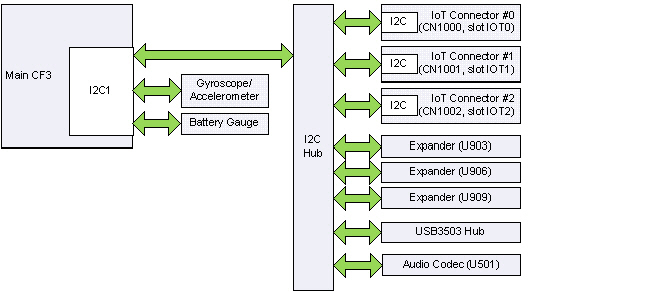 Main CF3
I2C1
Gyroscope/
Accelerometer
Battery Gauge
I2C
Hub
I2C
IoT Connector #0
(CN1000, slot IOT0)
I2C
IoT Connector #1
(CN1001, slot IOT1)
I2C
IoT Connector #2
(CN1002, slot IOT2)
Expander (U903)
Expander (U906)
Expander (U909)
USB3503 Hub
Audio Codec (U501)